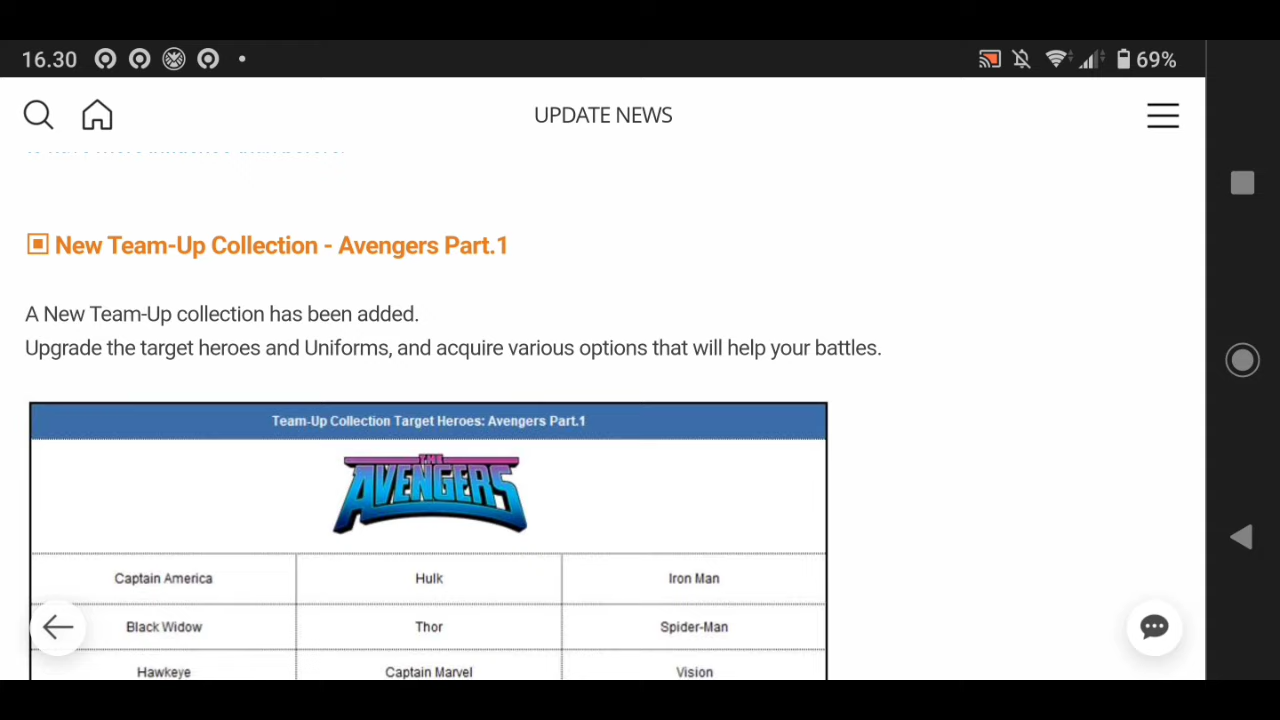 16.30
69%
UPDATE NEWS
New Team-Up Collection - Avengers Part.1
A New Team-Up collection has been added.
Upgrade the target heroes and Uniforms, and acquire various options that will help your battles.
Team-Up Collection Target Heroes: Avengers Part.1
THE
AVENGERS
Captain America Hulk Iron Man
Black Widow Thor Spider-Man
Hawkeye Captain Marvel Vision